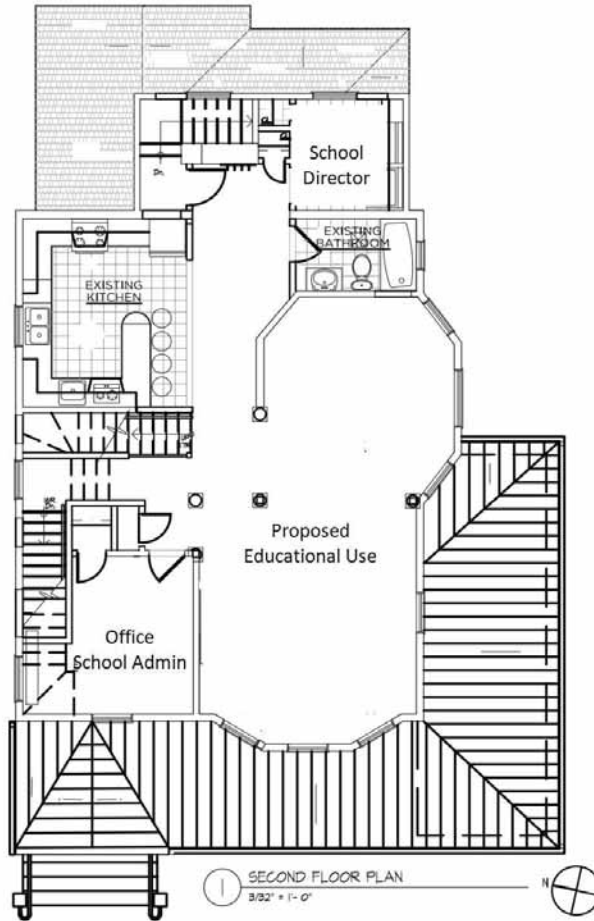 School
Director
EXISTING
BATHROOM
EXISTING
KITCHEN
Proposed
Educational Use
Office
School Admin
1
SECOND FLOOR PLAN
3/32" = 1'- 0"
N